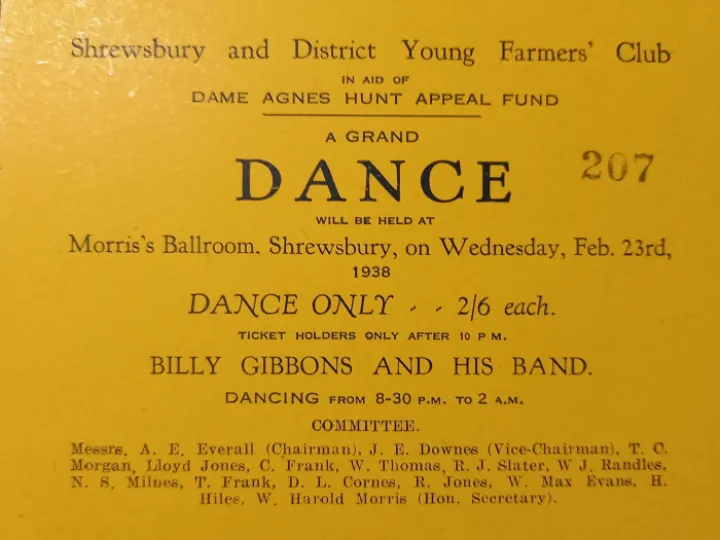 Shrewsbury and District Young Farmers' Club
IN AID OF
DAME AGNES HUNT APPEAL FUND
A GRAND
DANCE
207
WILL BE HELD AT
Morris's Ballroom. Shrewsbury, on Wednesday, Feb. 23rd,
1938
DANCE ONLY - - 2/6 each.
TICKET HOLDERS ONLY AFTER 10 P M.
BILLY GIBBONS AND HIS BAND.
DANCING FROM 8-30 P.M. TO 2 A.M.
COMMITTEE.
Messrs. A. E. Everall (Chairman), J. E. Downes (Vice-Chairman), T. C.
Morgan, Lloyd Jones, C. Frank, W. Thomas, R. J. Slater, W J. Randles,
N. S. Milnes, T. Frank, D. L. Cornes, R. Jones, W. Max Evans, H.
Hiles, W. Harold Morris (Hon. Secretary).